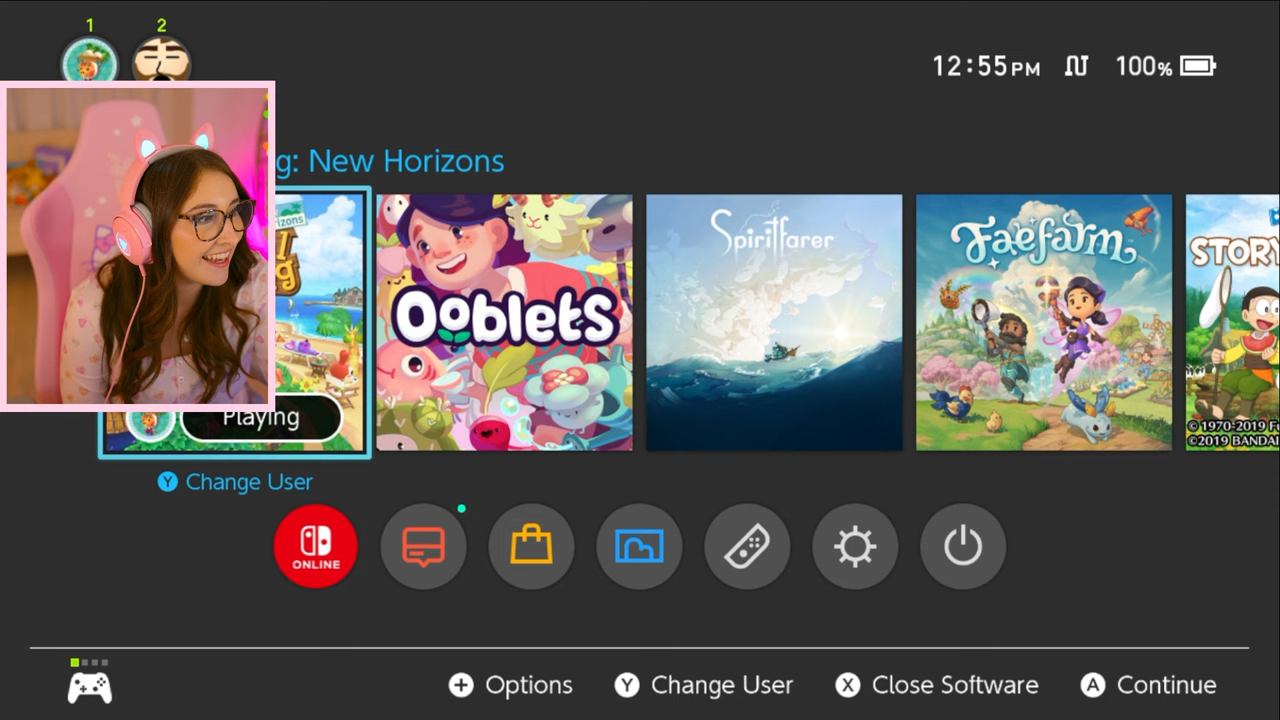 1
2
12:55PM
100%
g: New Horizons
Ooblets
Spiritfarer
Faefarm
STORY
©1970-2019
©2019 BANDAI
Playing
Y Change User
ONLINE
+ Options
Y Change User
X Close Software
A Continue